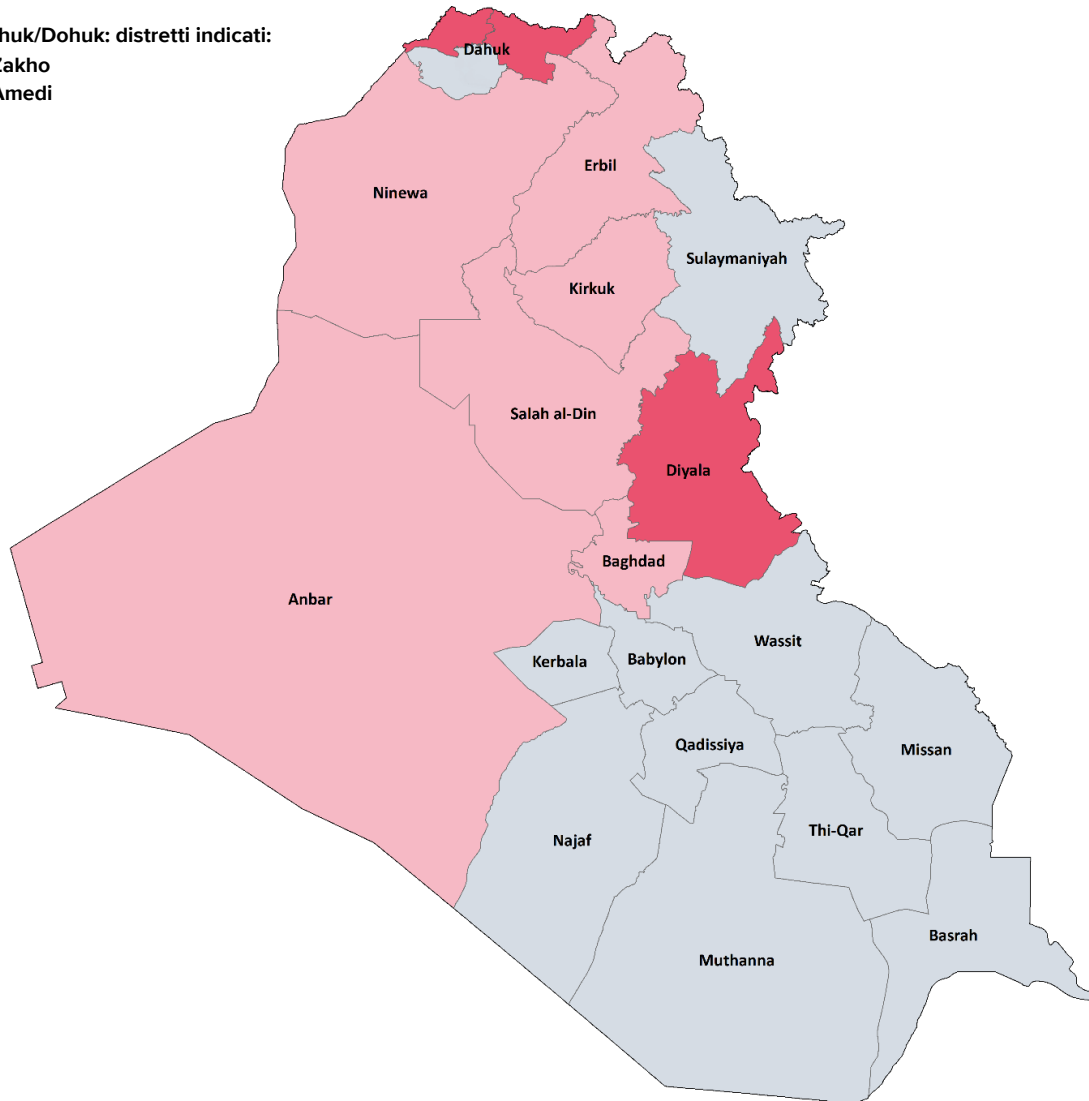 huk/Dohuk: distretti indicati:
Zakho
Amedi
Dahuk
Ninewa
Erbil
Sulaymaniyah
Kirkuk
Salah al-Din
Diyala
Baghdad
Anbar
Wassit
Kerbala
Babylon
Qadissiya
Missan
Najaf
Thi-Qar
Basrah
Muthanna